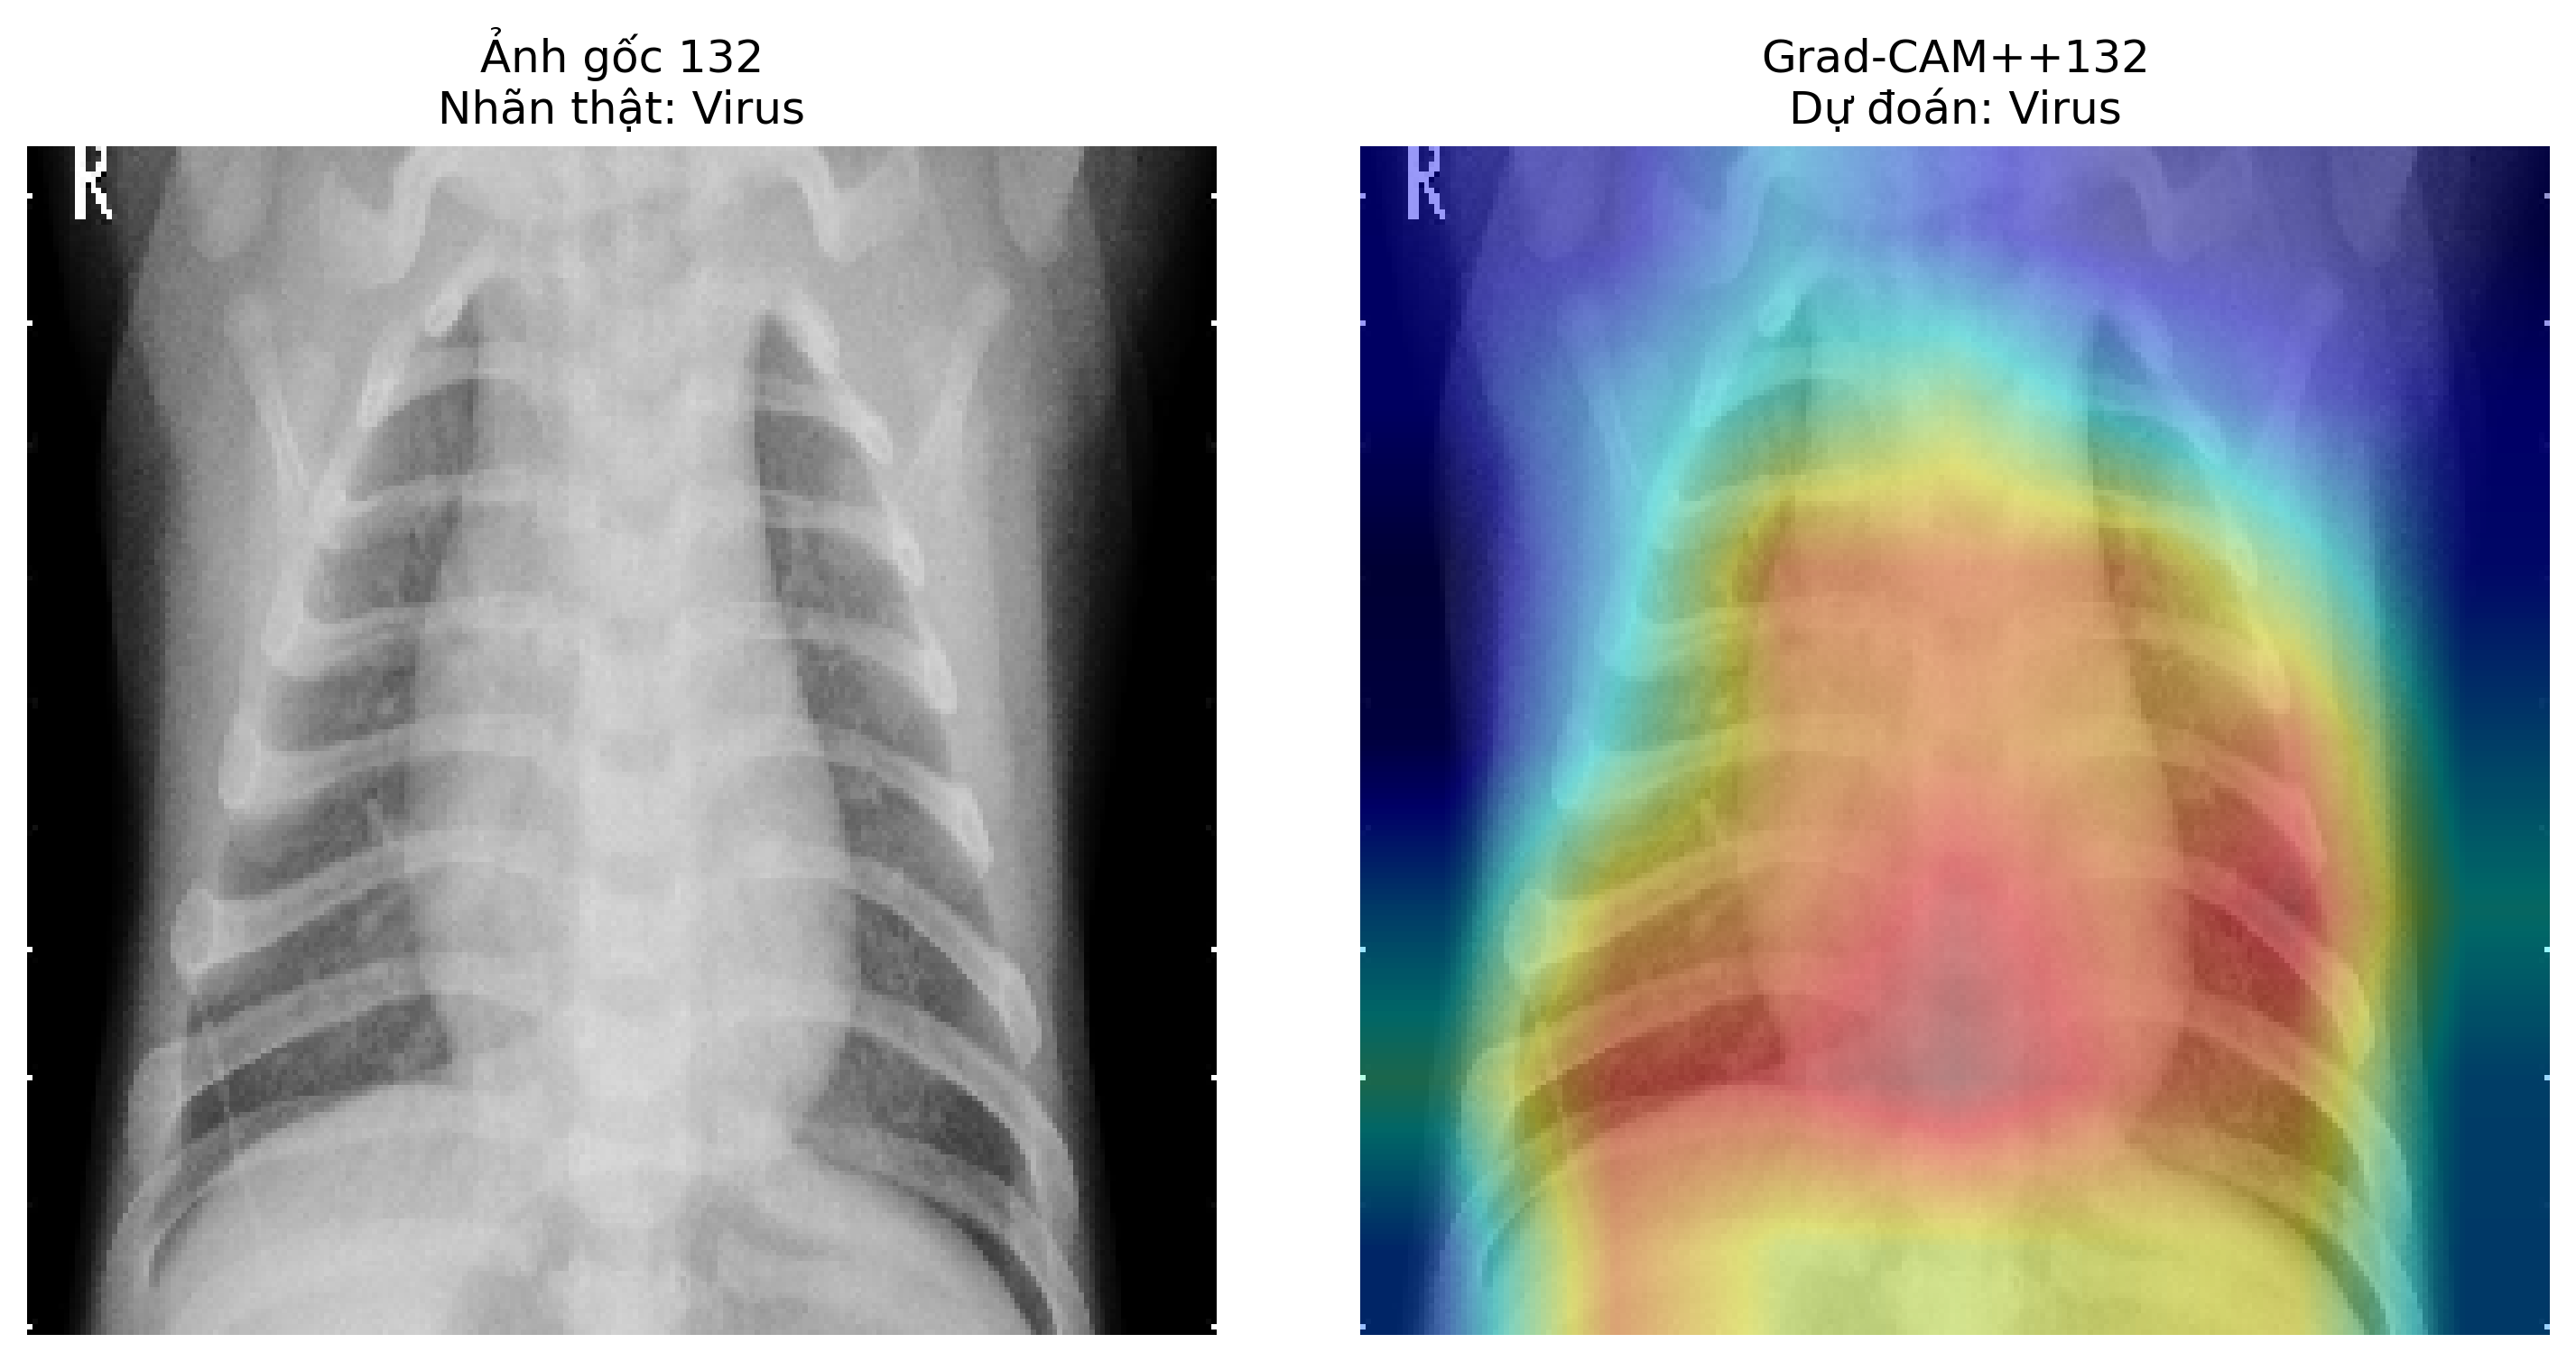 Ảnh gốc 132
Nhãn thật: Virus
Grad-CAM++132
Dự đoán: Virus
R
R